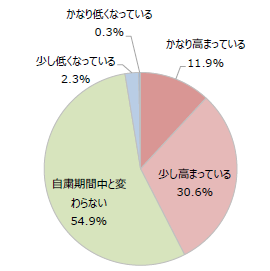 かなり低くなっている
0.3%
かなり高まっている
11.9%
少し低くなっている
2.3%
少し高まっている
30.6%
自粛期間中と変
わらない
54.9%